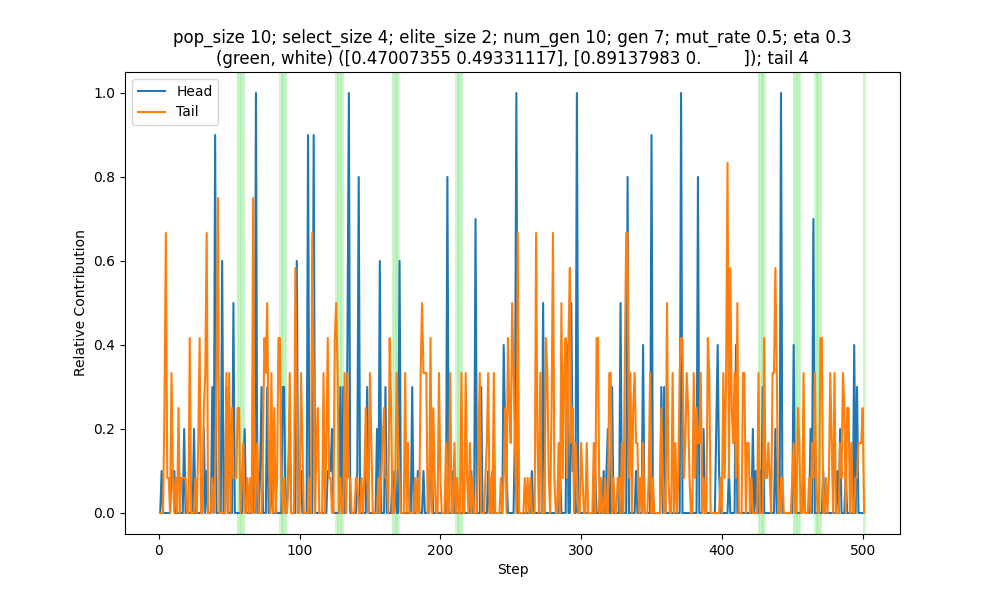 pop_size 10; select_size 4; elite_size 2; num_gen 10; gen 7; mut_rate 0.5; eta 0.3
(green, white) ([0.47007355 0.49331117], [0.89137983 0.        ]); tail 4
Head
Tail
1.0
0.8
0.6
0.4
0.2
0.0
Relative Contribution
0
100
200
300
400
500
Step